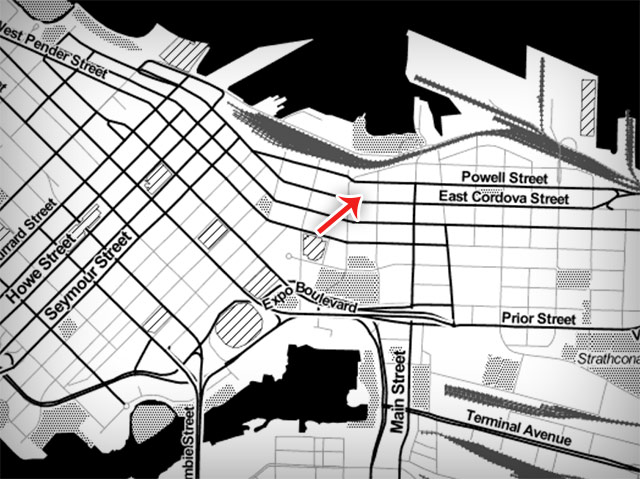 West Pender Street
Powell Street
East Cordova Street
Burrard Street
Howe Street
Seymour Street
Expo Boulevard
Prior Street
Strathcona
Main Street
Terminal Avenue
mbie Street